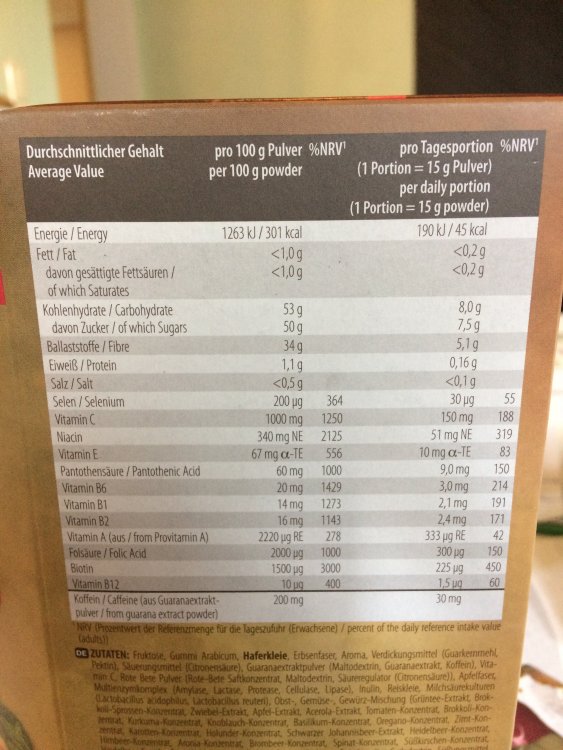 Durchschnittlicher Gehalt pro 100 g Pulver %NRV¹ pro Tagesportion %NRV¹
Average Value per 100 g powder (1 Portion = 15 g Pulver)
per daily portion
(1 Portion = 15 g powder)
Energie / Energy 1263 kJ / 301 kcal 190 kJ / 45 kcal
Fett / Fat <1,0 g <0,2 g
davon gesättigte Fettsäuren / <1,0 g <0,2 g
of which Saturates
Kohlenhydrate / Carbohydrate 53 g 8,0 g
davon Zucker / of which Sugars 50 g 7,5 g
Ballaststoffe / Fibre 34 g 5,1 g
Eiweiß / Protein 1,1 g 0,16 g
Salz / Salt <0,5 g <0,1 g
Selen / Selenium 200 µg 364 30 µg 55
Vitamin C 1000 mg 1250 150 mg 188
Niacin 340 mg NE 2125 51 mg NE 319
Vitamin E 67 mg α-TE 556 10 mg α-TE 83
Pantothensäure / Pantothenic Acid 60 mg 1000 9,0 mg 150
Vitamin B6 20 mg 1429 3,0 mg 214
Vitamin B1 14 mg 1273 2,1 mg 191
Vitamin B2 16 mg 1143 2,4 mg 171
Vitamin A (aus / from Provitamin A) 2220 µg RE 278 333 µg RE 42
Folsäure / Folic Acid 2000 µg 1000 300 µg 150
Biotin 1500 µg 3000 225 µg 450
Vitamin B12 10 µg 400 1,5 µg 60
Koffein / Caffeine (aus Guaranaextrakt- 200 mg 30 mg
pulver / from guarana extract powder)
¹NRV (Prozentwert der Referenzmenge für die Tageszufuhr (Erwachsene) / percent of the daily reference intake value
(adults))
DE ZUTATEN: Fruktose, Gummi Arabicum, Haferkleie, Erbsenfaser, Aroma, Verdickungsmittel (Guarkernmehl,
Pektin), Säuerungsmittel (Citronensäure), Guaranaextraktpulver (Maltodextrin, Guaranaextrakt, Koffein), Vita-
min C, Rote Bete Pulver (Rote-Bete Saftkonzentrat, Maltodextrin, Säureregulator (Citronensäure)), Apfelfaser,
Multienzymkomplex (Amylase, Lactase, Protease, Cellulase, Lipase), Inulin, Reiskleie, Milchsäurekulturen
(Lactobacillus acidophilus, Lactobacillus reuteri), Obst-, Gemüse-, Gewürz-Mischung (Grüntee-Extrakt, Brok-
koli-Sprossen-Konzentrat, Zwiebel-Extrakt, Apfel-Extrakt, Acerola-Extrakt, Tomaten-Konzentrat, Brokkoli-Kon-
zentrat, Kurkuma-Konzentrat, Knoblauch-Konzentrat, Basilikum-Konzentrat, Oregano-Konzentrat, Zimt-Kon-
zentrat, Karotten-Konzentrat, Holunder-Konzentrat, Schwarzer Johannisbeer-Extrakt, Heidelbeer-Konzentrat,
Himbeer-Konzentrat, Aronia-Konzentrat, Brombeer-Konzentrat, Spinat-Konzentrat, Süßkirschen-Konzentrat,